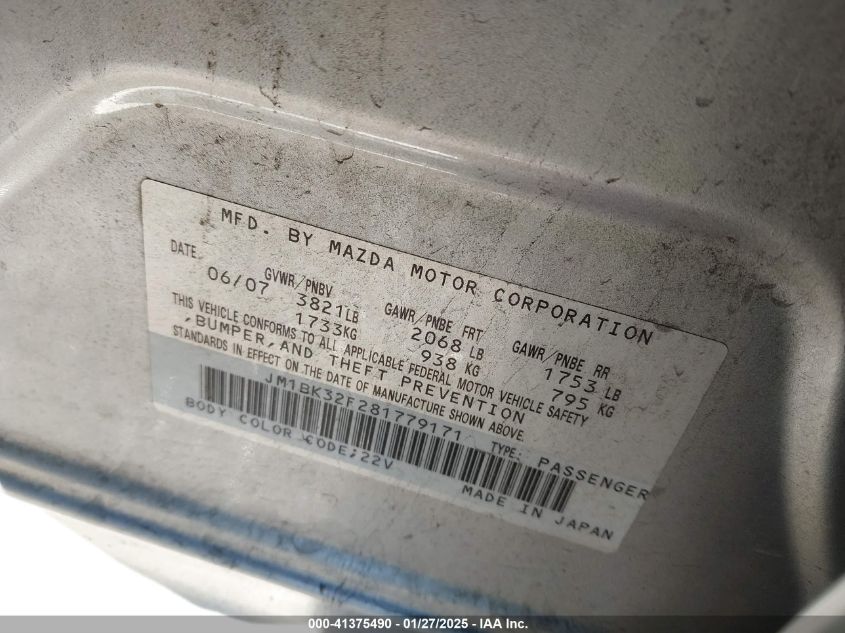 MFD. BY MAZDA MOTOR CORPORATION
DATE GVWR/PNBV GAWR/PNBE FRT GAWR/PNBE RR
06/07 3821LB 2068 LB 1753 LB
1733KG 938 KG 795 KG
THIS VEHICLE CONFORMS TO ALL APPLICABLE FEDERAL MOTOR VEHICLE SAFETY
,BUMPER,AND THEFT PREVENTION
STANDARDS IN EFFECT ON THE DATE OF MANUFACTURE SHOWN ABOVE.
JM1BK32F281779171 TYPE: PASSENGER
BODY COLOR CODE;22V
MADE IN JAPAN
000-41375490 - 01/27/2025 - IAA Inc.